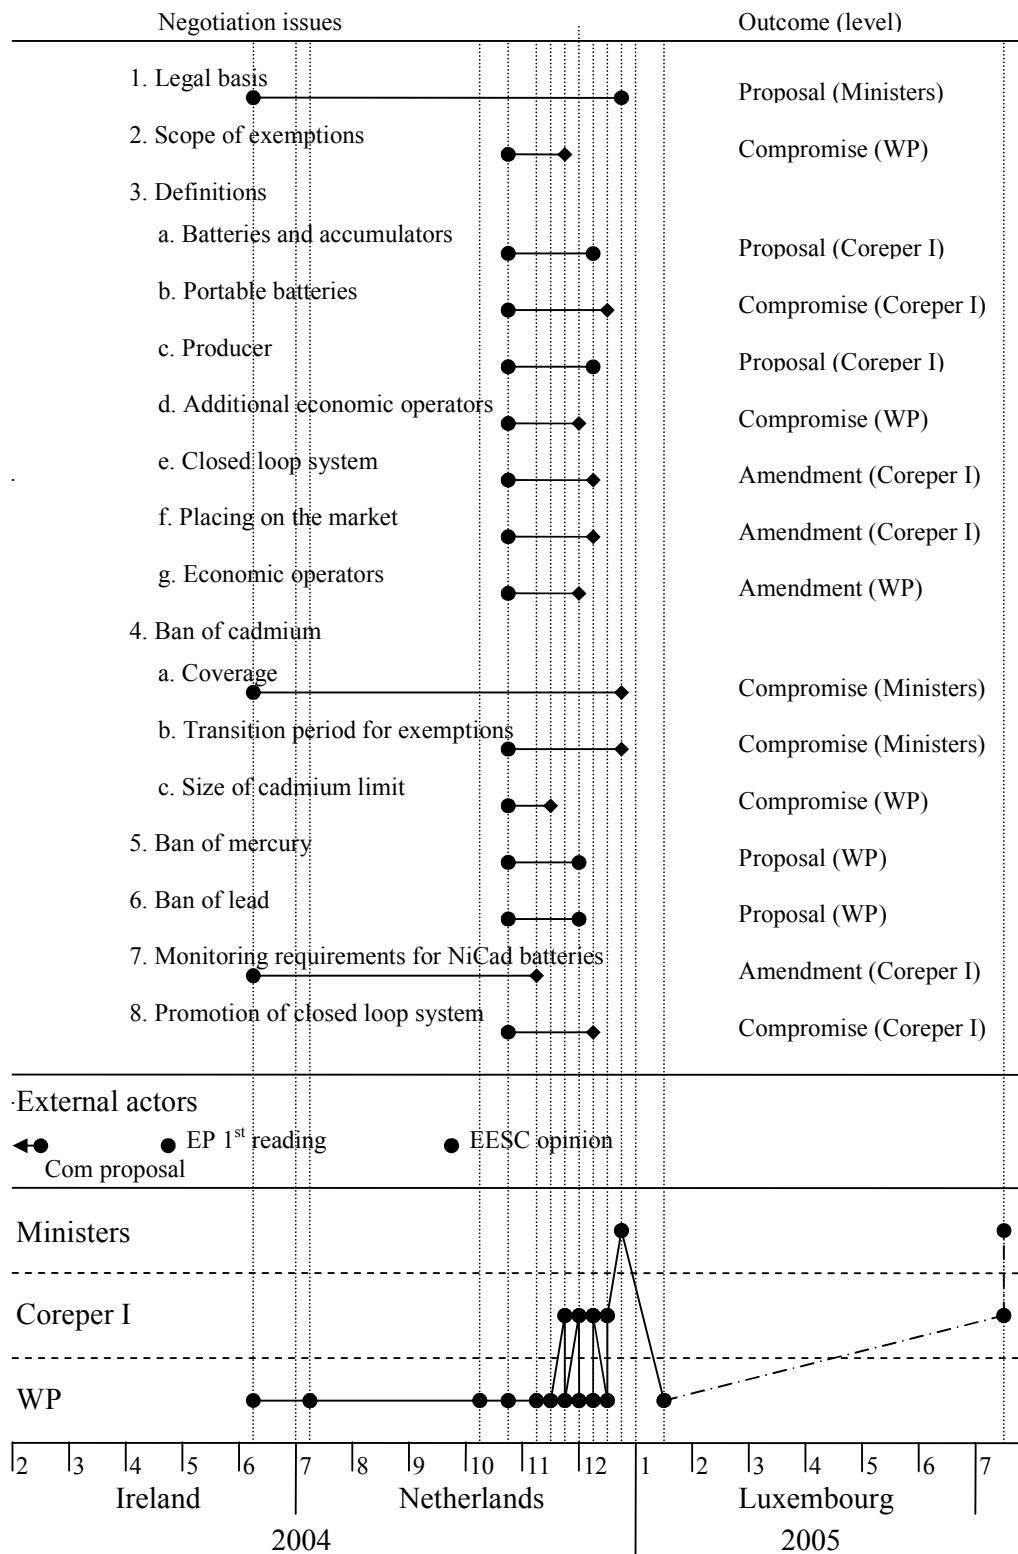 Negotiation issues Outcome (level)
1. Legal basis Proposal (Ministers)
2. Scope of exemptions Compromise (WP)
3. Definitions
a. Batteries and accumulators Proposal (Coreper I)
b. Portable batteries Compromise (Coreper I)
c. Producer Proposal (Coreper I)
d. Additional economic operators Compromise (WP)
e. Closed loop system Amendment (Coreper I)
f. Placing on the market Amendment (Coreper I)
g. Economic operators Amendment (WP)
4. Ban of cadmium
a. Coverage Compromise (Ministers)
b. Transition period for exemptions Compromise (Ministers)
c. Size of cadmium limit Compromise (WP)
5. Ban of mercury Proposal (WP)
6. Ban of lead Proposal (WP)
7. Monitoring requirements for NiCad batteries Amendment (Coreper I)
8. Promotion of closed loop system Compromise (Coreper I)
External actors
EP 1st reading EESC opinion
Com proposal
Ministers
Coreper I
WP
2 3 4 5 6 7 8 9 10 11 12 1 2 3 4 5 6 7
Ireland Netherlands Luxembourg
2004 2005